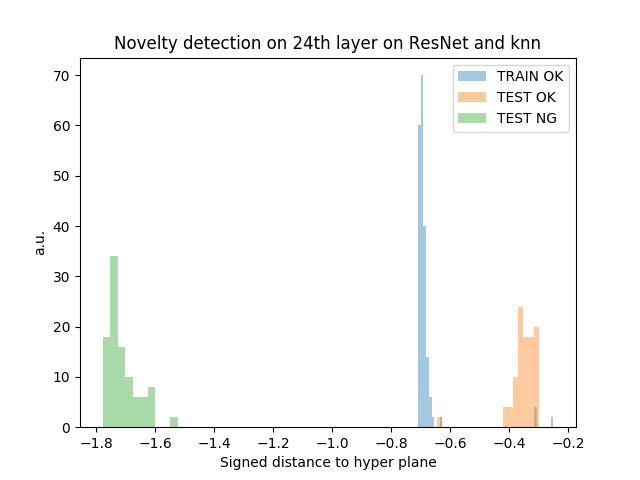 Novelty detection on 24th layer on ResNet and knn
TRAIN OK
TEST OK
TEST NG
70
60
50
40
30
20
10
0
a.u.
−1.8 −1.6 −1.4 −1.2 −1.0 −0.8 −0.6 −0.4 −0.2
Signed distance to hyper plane